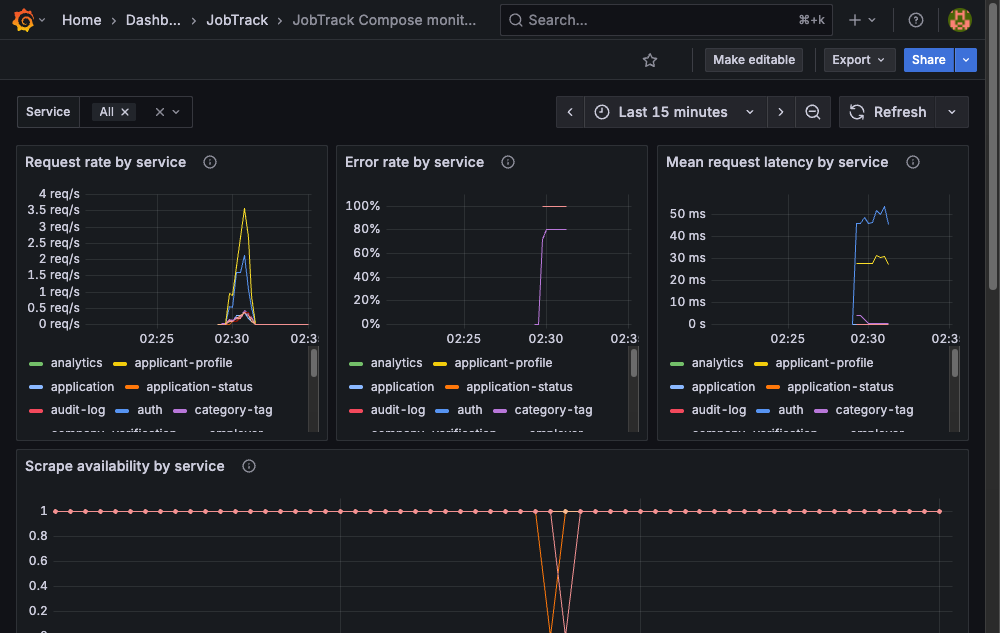 Home › Dashb... › JobTrack › JobTrack Compose monit... Search... ⌘+k
Make editable Export Share
Service All Last 15 minutes Refresh
Request rate by service
4 req/s
3.5 req/s
3 req/s
2.5 req/s
2 req/s
1.5 req/s
1 req/s
0.5 req/s
0 req/s
02:25 02:30 02:3
analytics applicant-profile
application application-status
audit-log auth category-tag
Error rate by service
100%
80%
60%
40%
20%
0%
02:25 02:30 02:3
analytics applicant-profile
application application-status
audit-log auth category-tag
Mean request latency by service
50 ms
40 ms
30 ms
20 ms
10 ms
0 s
02:25 02:30 02:3
analytics applicant-profile
application application-status
audit-log auth category-tag
Scrape availability by service
1
0.8
0.6
0.4
0.2